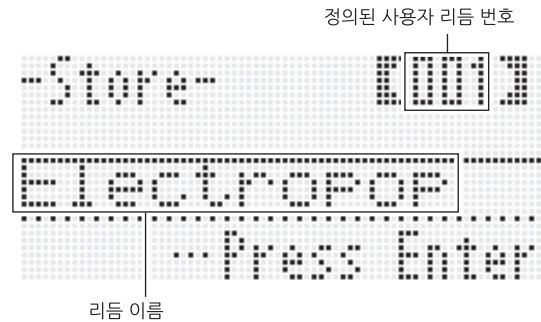 정의된 사용자 리듬 번호
-Store- 【001】
Electropop
···Press Enter
리듬 이름